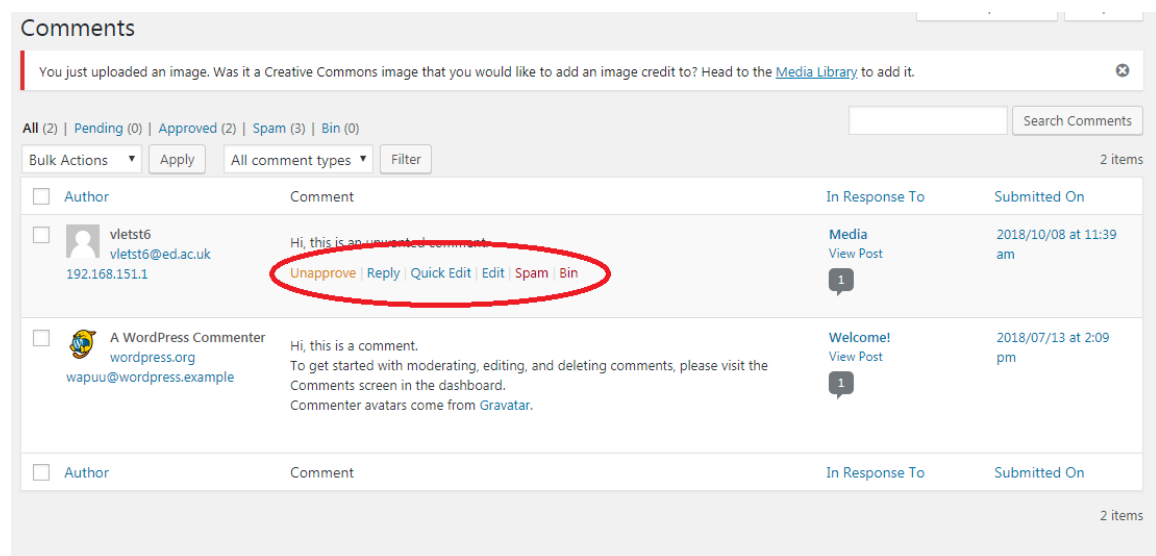 Comments
You just uploaded an image. Was it a Creative Commons image that you would like to add an image credit to? Head to the Media Library to add it.
All (2) | Pending (0) | Approved (2) | Spam (3) | Bin (0)
Search Comments
Bulk Actions Apply All comment types Filter
2 items
Author Comment In Response To Submitted On
vletst6
vletst6@ed.ac.uk
192.168.151.1
Hi, this is an unwanted comment.
Unapprove | Reply | Quick Edit | Edit | Spam | Bin
Media
View Post
1
2018/10/08 at 11:39
am
A WordPress Commenter
wordpress.org
wapuu@wordpress.example
Hi, this is a comment.
To get started with moderating, editing, and deleting comments, please visit the
Comments screen in the dashboard.
Commenter avatars come from Gravatar.
Welcome!
View Post
1
2018/07/13 at 2:09
pm
Author Comment In Response To Submitted On
2 items